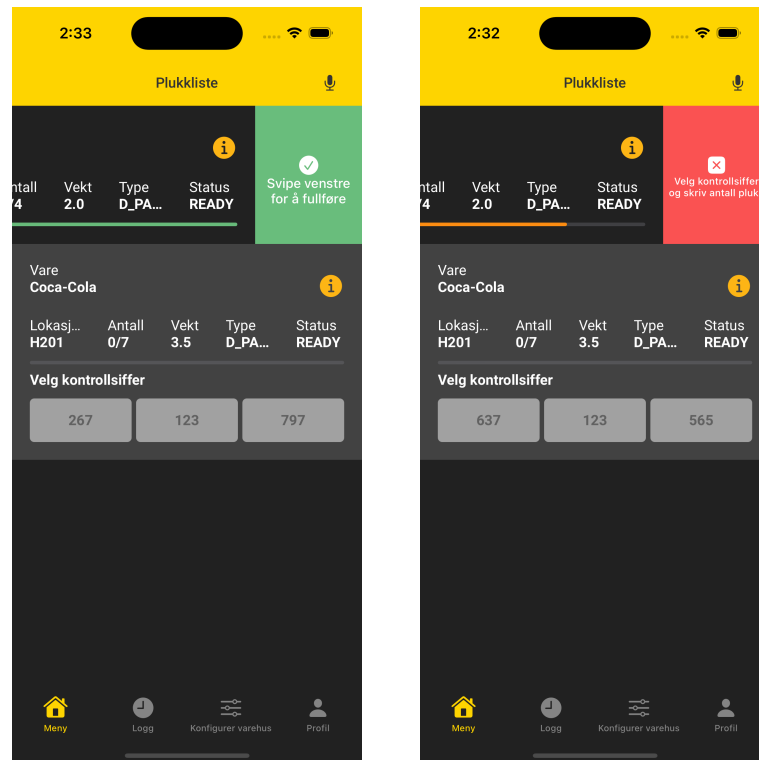 2:33
Plukkliste
ntall Vekt Type Status
/4 2.0 D_PA... READY
Svipe venstre
for å fullføre
Vare
Coca-Cola
Lokasj... Antall Vekt Type Status
H201 0/7 3.5 D_PA... READY
Velg kontrollsiffer
267 123 797
Meny Logg Konfigurer varehus Profil
2:32
Plukkliste
ntall Vekt Type Status
/4 2.0 D_PA... READY
Velg kontrollsiffer
og skriv antall pluk
Vare
Coca-Cola
Lokasj... Antall Vekt Type Status
H201 0/7 3.5 D_PA... READY
Velg kontrollsiffer
637 123 565
Meny Logg Konfigurer varehus Profil